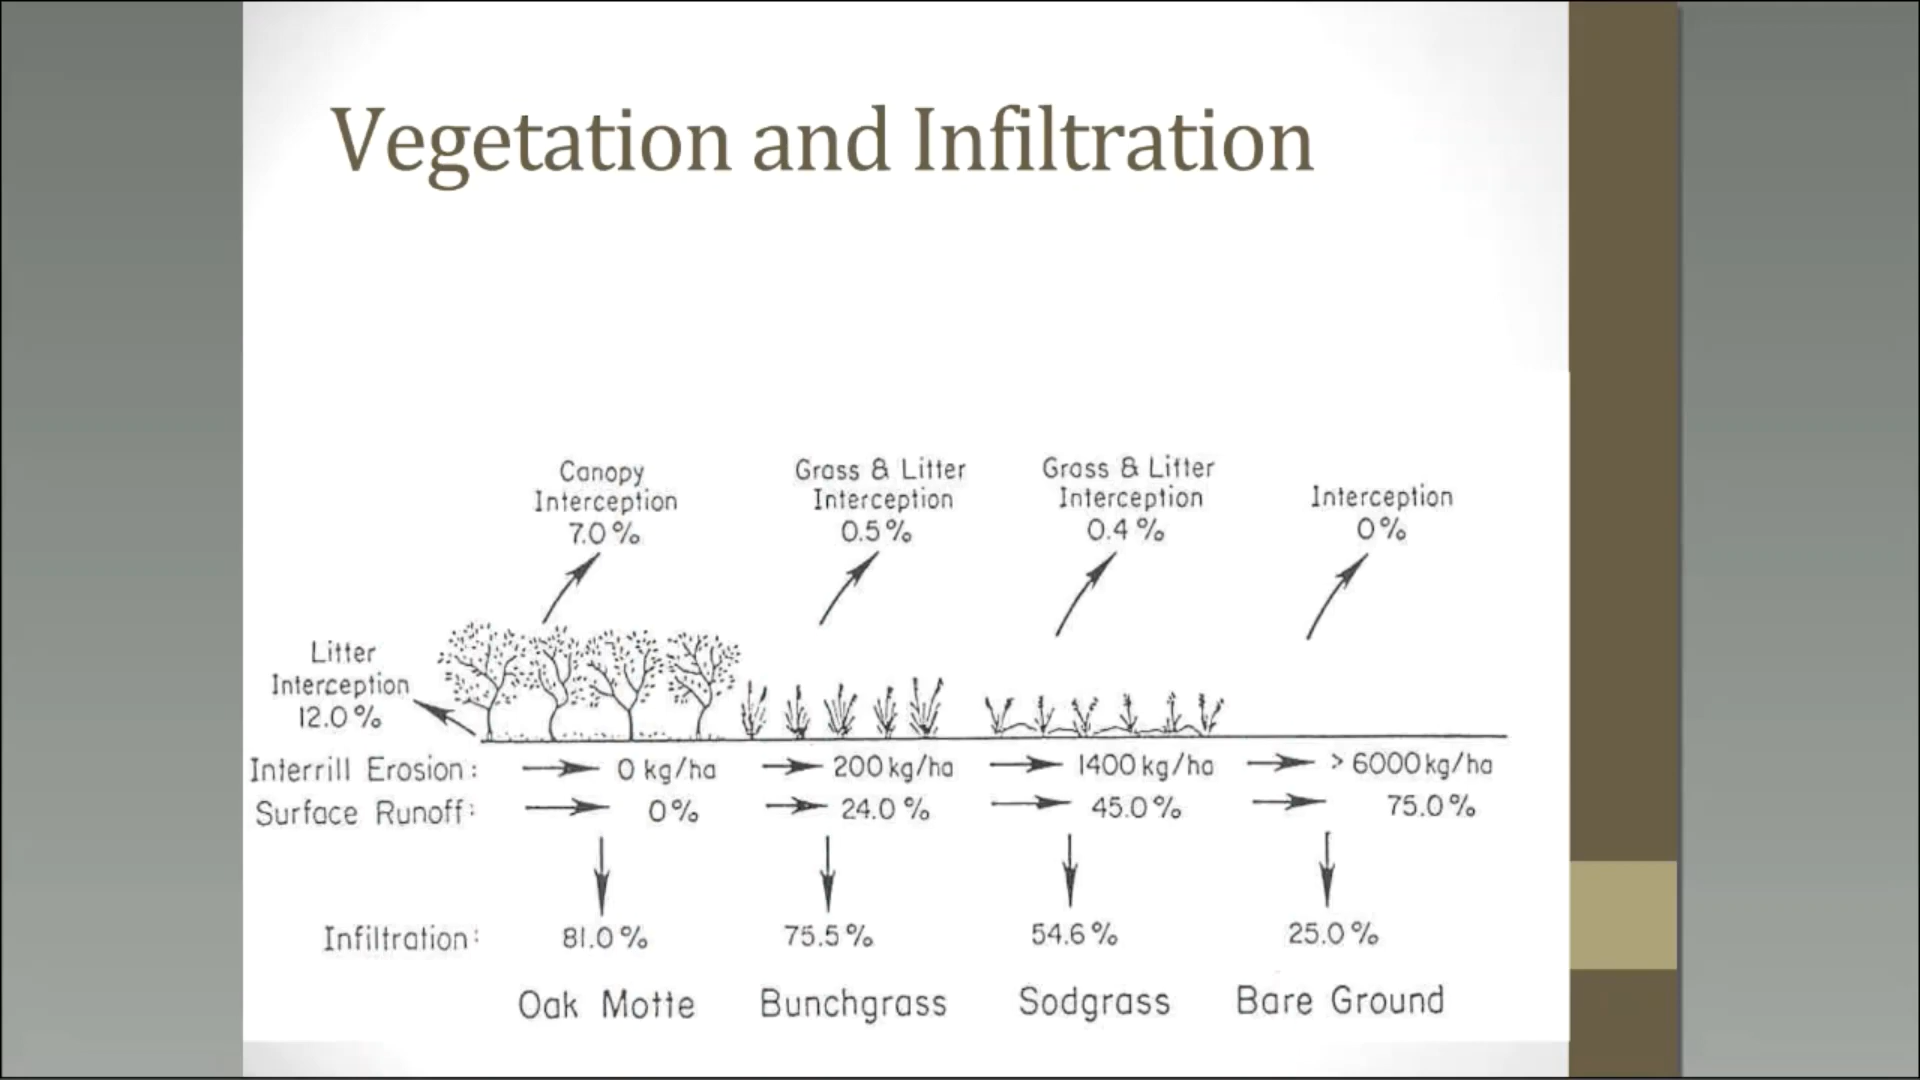 Vegetation and Infiltration
Canopy
Interception
7.0%
Grass & Litter
Interception
0.5%
Grass & Litter
Interception
0.4%
Interception
0%
Litter
Interception
12.0%
Interrill Erosion: 0 kg/ha 200 kg/ha 1400 kg/ha > 6000 kg/ha
Surface Runoff: 0% 24.0% 45.0% 75.0%
Infiltration: 81.0% 75.5% 54.6% 25.0%
Oak Motte Bunchgrass Sodgrass Bare Ground